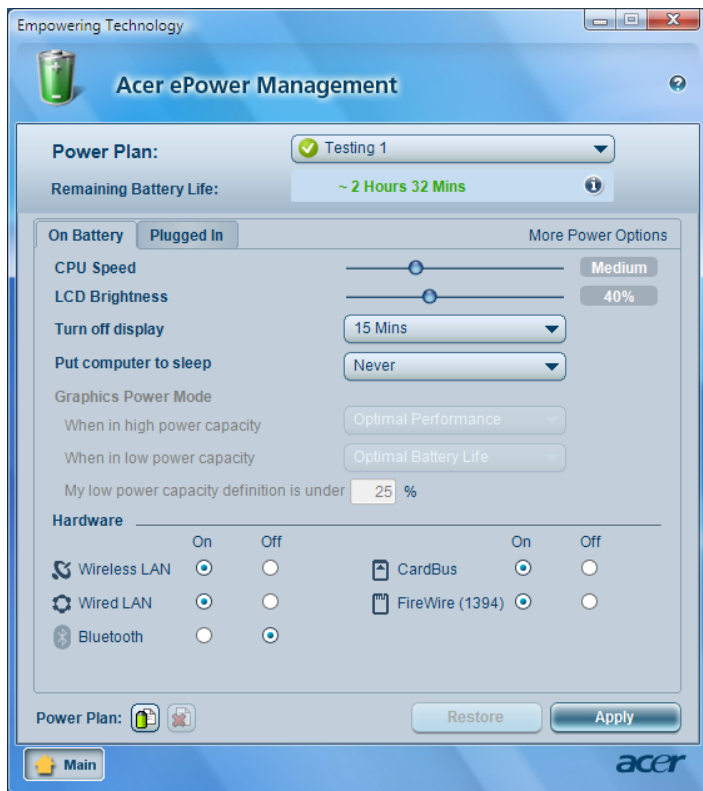 Empowering Technology
Acer ePower Management
Power Plan: Testing 1
Remaining Battery Life: ~ 2 Hours 32 Mins
On Battery Plugged In More Power Options
CPU Speed Medium
LCD Brightness 40%
Turn off display 15 Mins
Put computer to sleep Never
Graphics Power Mode
When in high power capacity Optimal Performance
When in low power capacity Optimal Battery Life
My low power capacity definition is under 25 %
Hardware
On Off On Off
Wireless LAN CardBus
Wired LAN FireWire (1394)
Bluetooth
Power Plan: Restore Apply
Main acer